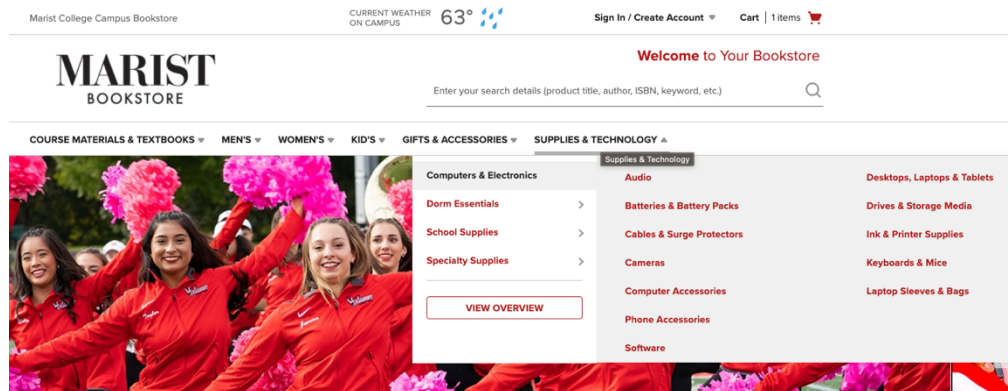 Marist College Campus Bookstore
CURRENT WEATHER
ON CAMPUS
63°
Sign In / Create Account
Cart | 1 items
MARIST
BOOKSTORE
Welcome to Your Bookstore
Enter your search details (product title, author, ISBN, keyword, etc.)
COURSE MATERIALS & TEXTBOOKS MEN'S WOMEN'S KID'S GIFTS & ACCESSORIES SUPPLIES & TECHNOLOGY
Supplies & Technology
Computers & Electronics
Dorm Essentials
School Supplies
Specialty Supplies
VIEW OVERVIEW
Audio
Batteries & Battery Packs
Cables & Surge Protectors
Cameras
Computer Accessories
Phone Accessories
Software
Desktops, Laptops & Tablets
Drives & Storage Media
Ink & Printer Supplies
Keyboards & Mice
Laptop Sleeves & Bags